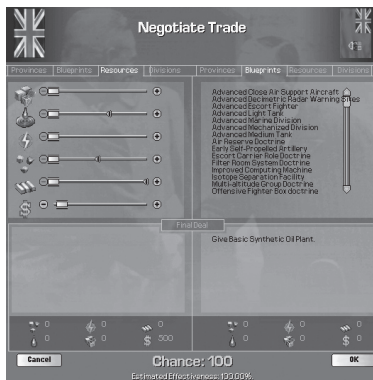 Negotiate Trade
Provinces Blueprints Resources Divisions Provinces Blueprints Resources Divisions
Advanced Close Air Support Aircraft
Advanced Decimetric Radar Warning Sites
Advanced Escort Fighter
Advanced Light Tank
Advanced Marine Division
Advanced Mechanized Division
Advanced Medium Tank
Air Reserve Doctrine
Early Self-Propelled Artillery
Escort Carrier Role Doctrine
Filter Room System Doctrine
Improved Computing Machine
Isotope Separation Facility
Multi-altitude Group Doctrine
Offensive Fighter Box doctrine
Final Deal
Give Basic Synthetic Oil Plant.
0 0 0 0 0 0
0 0 $ 500 0 0 $ 0
Cancel Chance: 100 OK
Estimated Effectiveness: 100.00%.